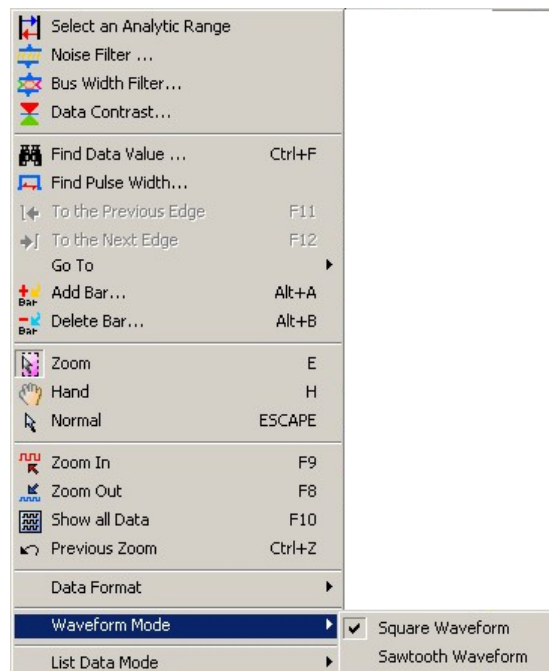 Select an Analytic Range
Noise Filter ...
Bus Width Filter...
Data Contrast...
Find Data Value ... Ctrl+F
Find Pulse Width...
To the Previous Edge F11
To the Next Edge F12
Go To
Bar Add Bar... Alt+A
Bar Delete Bar... Alt+B
Zoom E
Hand H
Normal ESCAPE
Zoom In F9
Zoom Out F8
Show all Data F10
Previous Zoom Ctrl+Z
Data Format
Waveform Mode Square Waveform
Sawtooth Waveform
List Data Mode